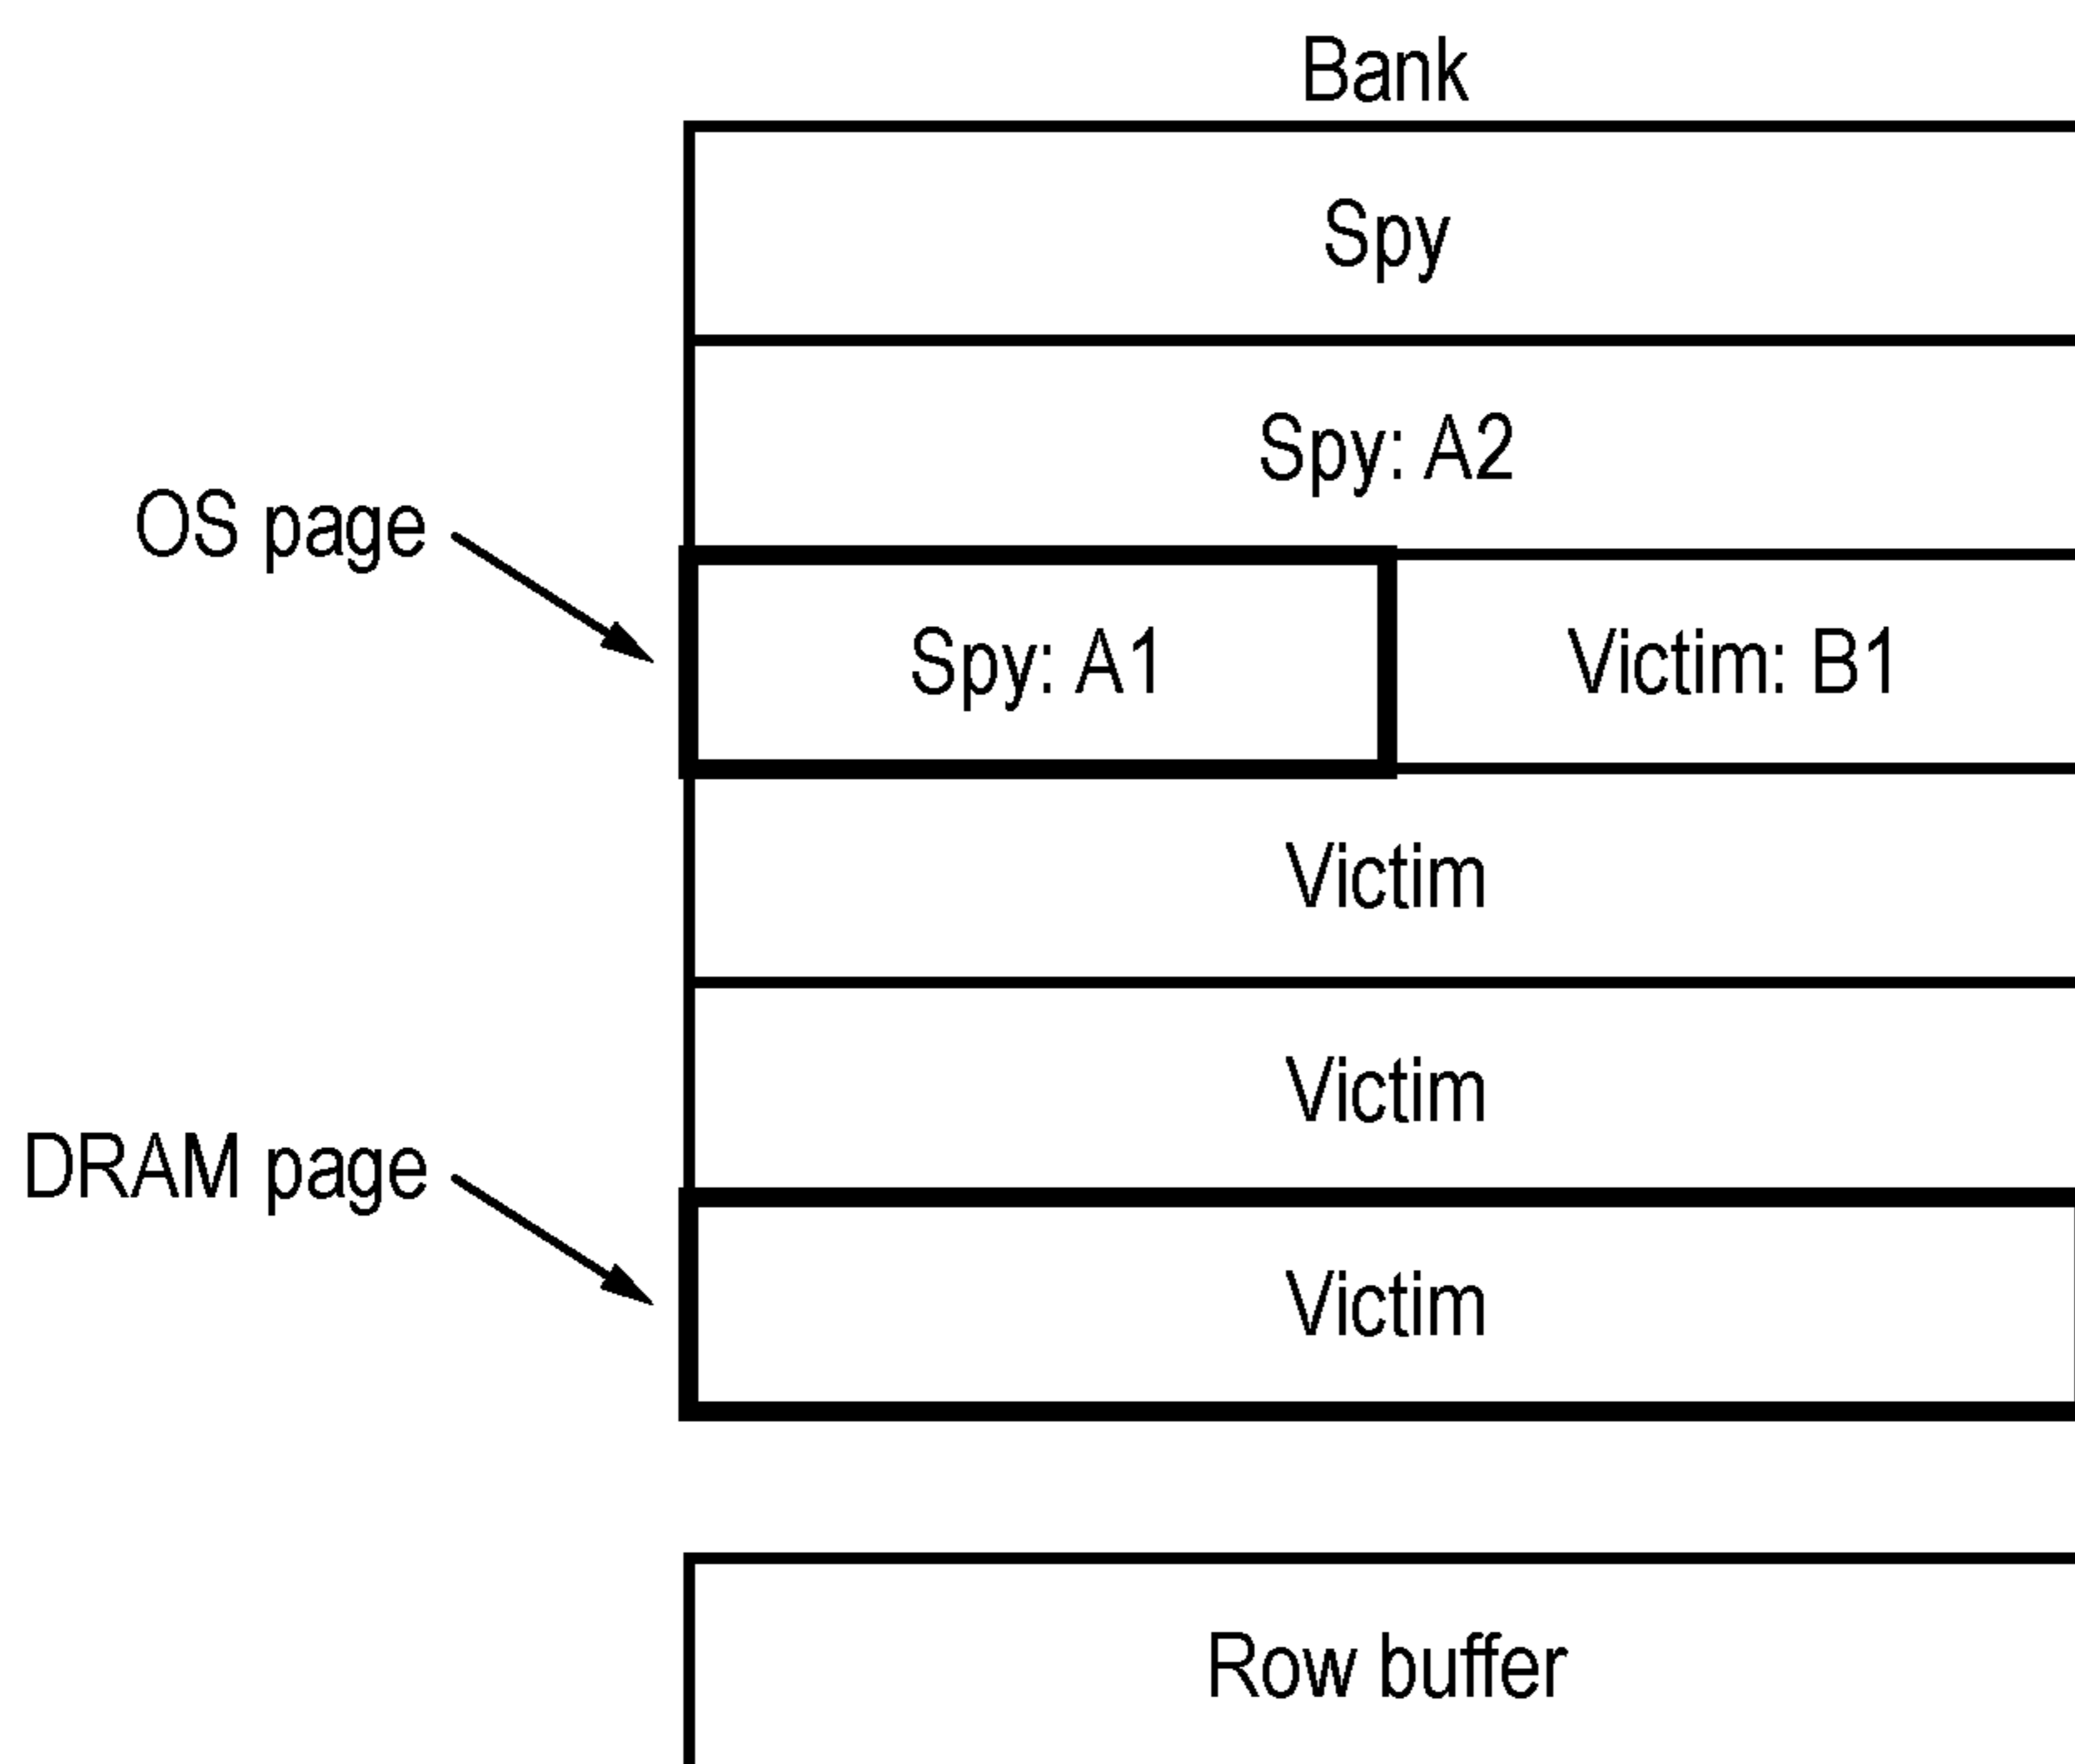 Bank
Spy
Spy: A2
OS page
Spy: A1
Victim: B1
Victim
Victim
DRAM page
Victim
Row buffer